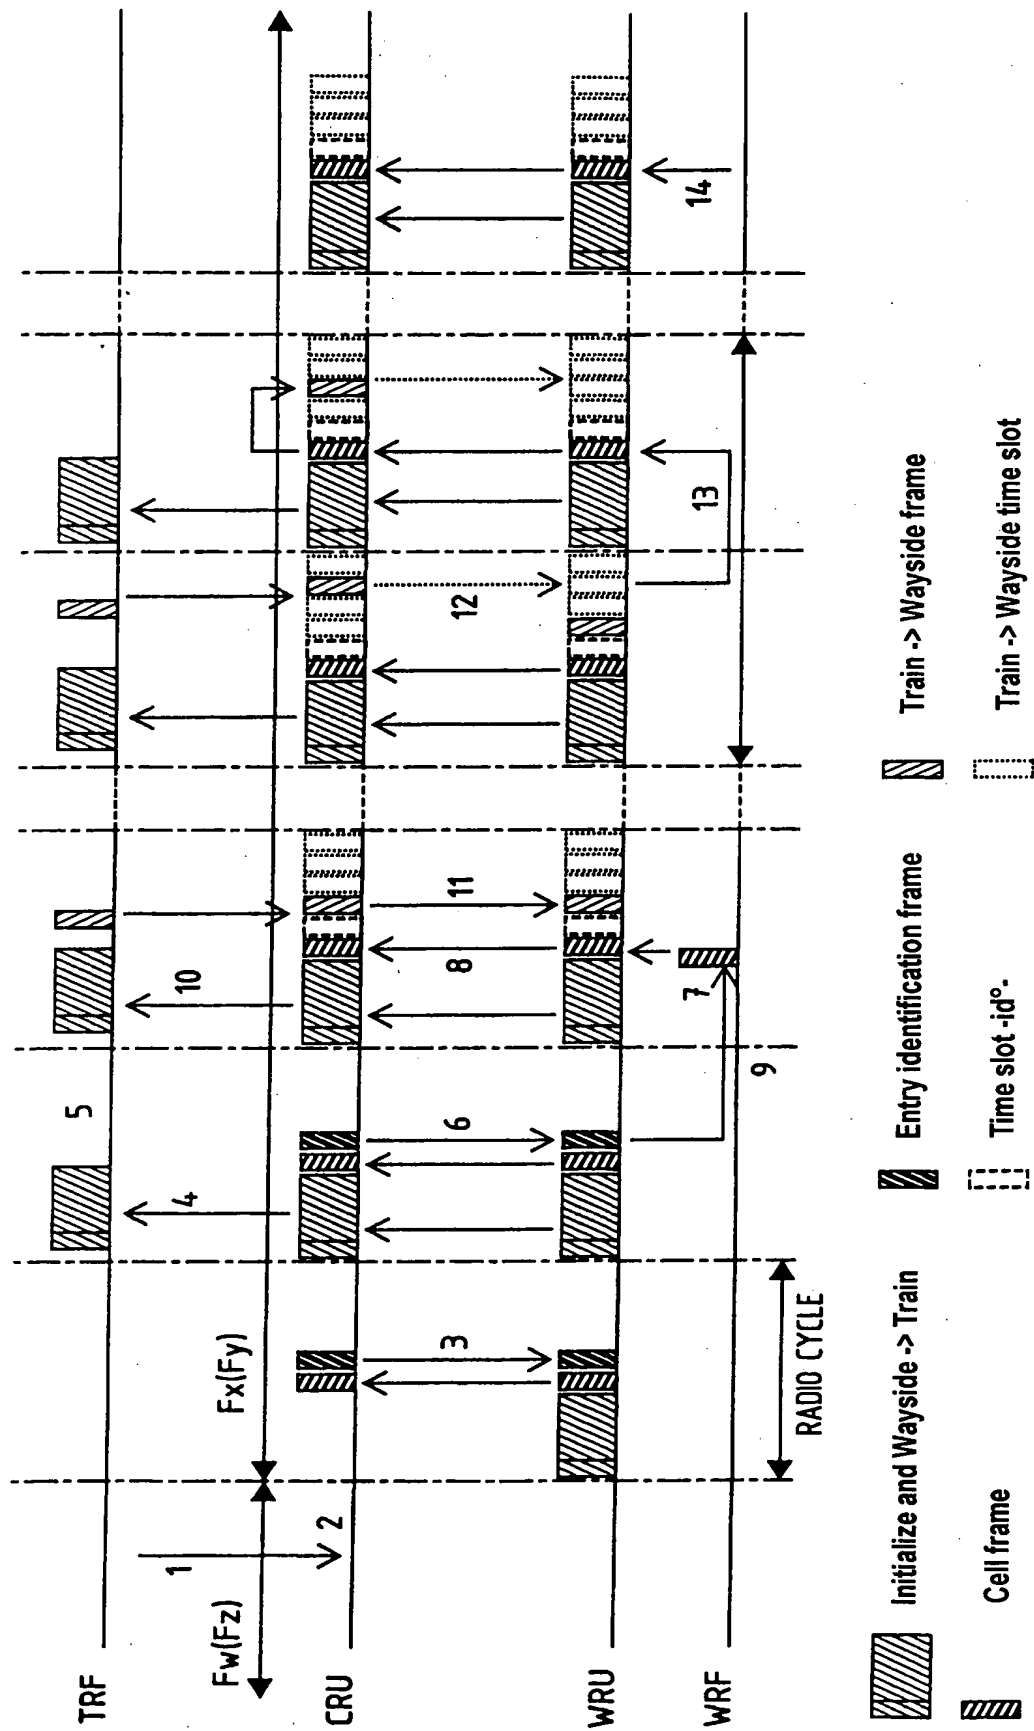 TRF
Fw(Fz)
Fx(Fy)
CRU
WRU
WRF
1
2
3
4
5
6
7
8
9
10
11
12
13
14
RADIO CYCLE
Initialize and Wayside -> Train
Entry identification frame
Train -> Wayside frame
Cell frame
Time slot -id°-
Train -> Wayside time slot